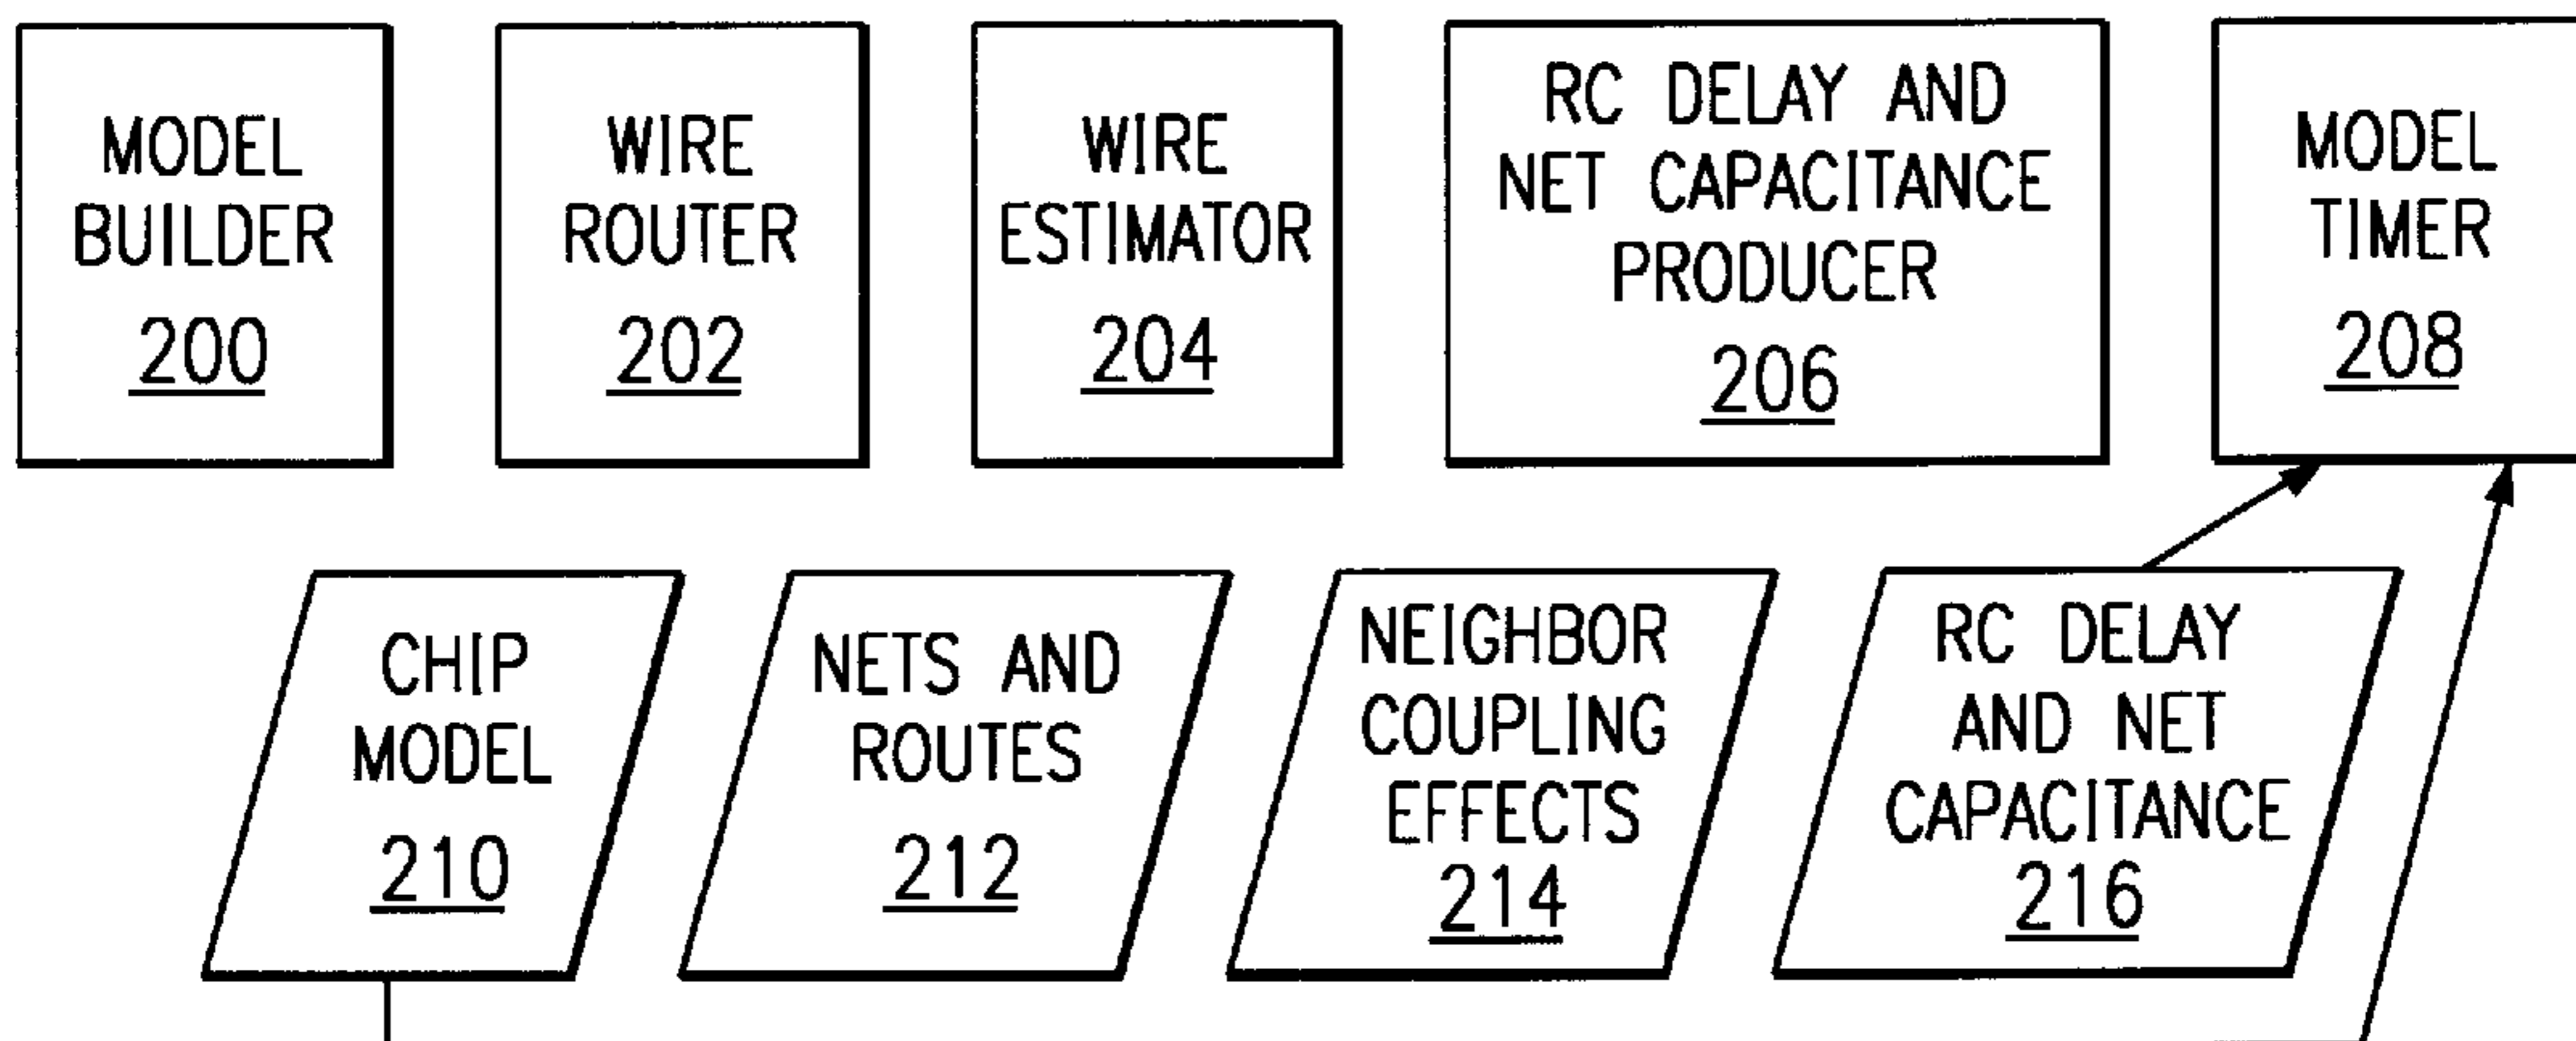 MODEL
BUILDER
200
WIRE
ROUTER
202
WIRE
ESTIMATOR
204
RC DELAY AND
NET CAPACITANCE
PRODUCER
206
MODEL
TIMER
208
CHIP
MODEL
210
NETS AND
ROUTES
212
NEIGHBOR
COUPLING
EFFECTS
214
RC DELAY
AND NET
CAPACITANCE
216